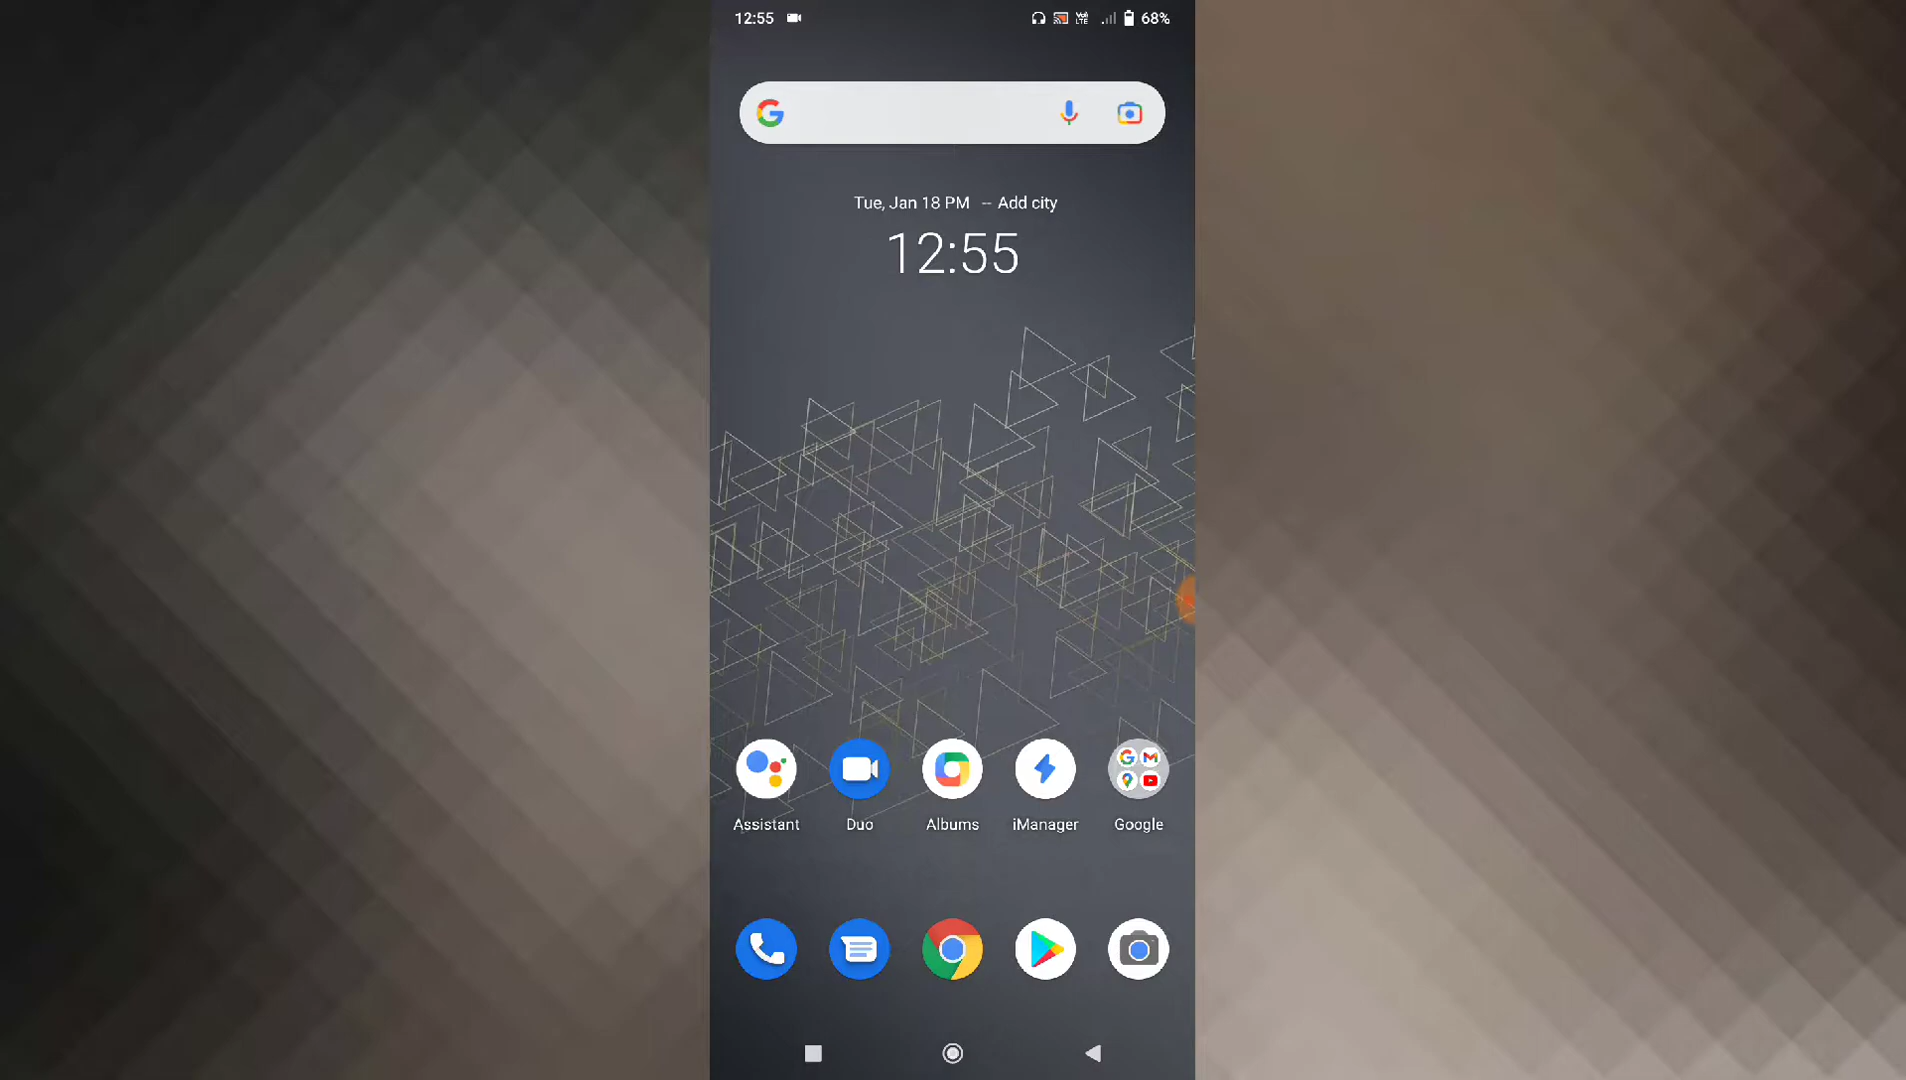 12:55 68%
Tue, Jan 18 PM -- Add city
12:55
Assistant Duo Albums iManager Google